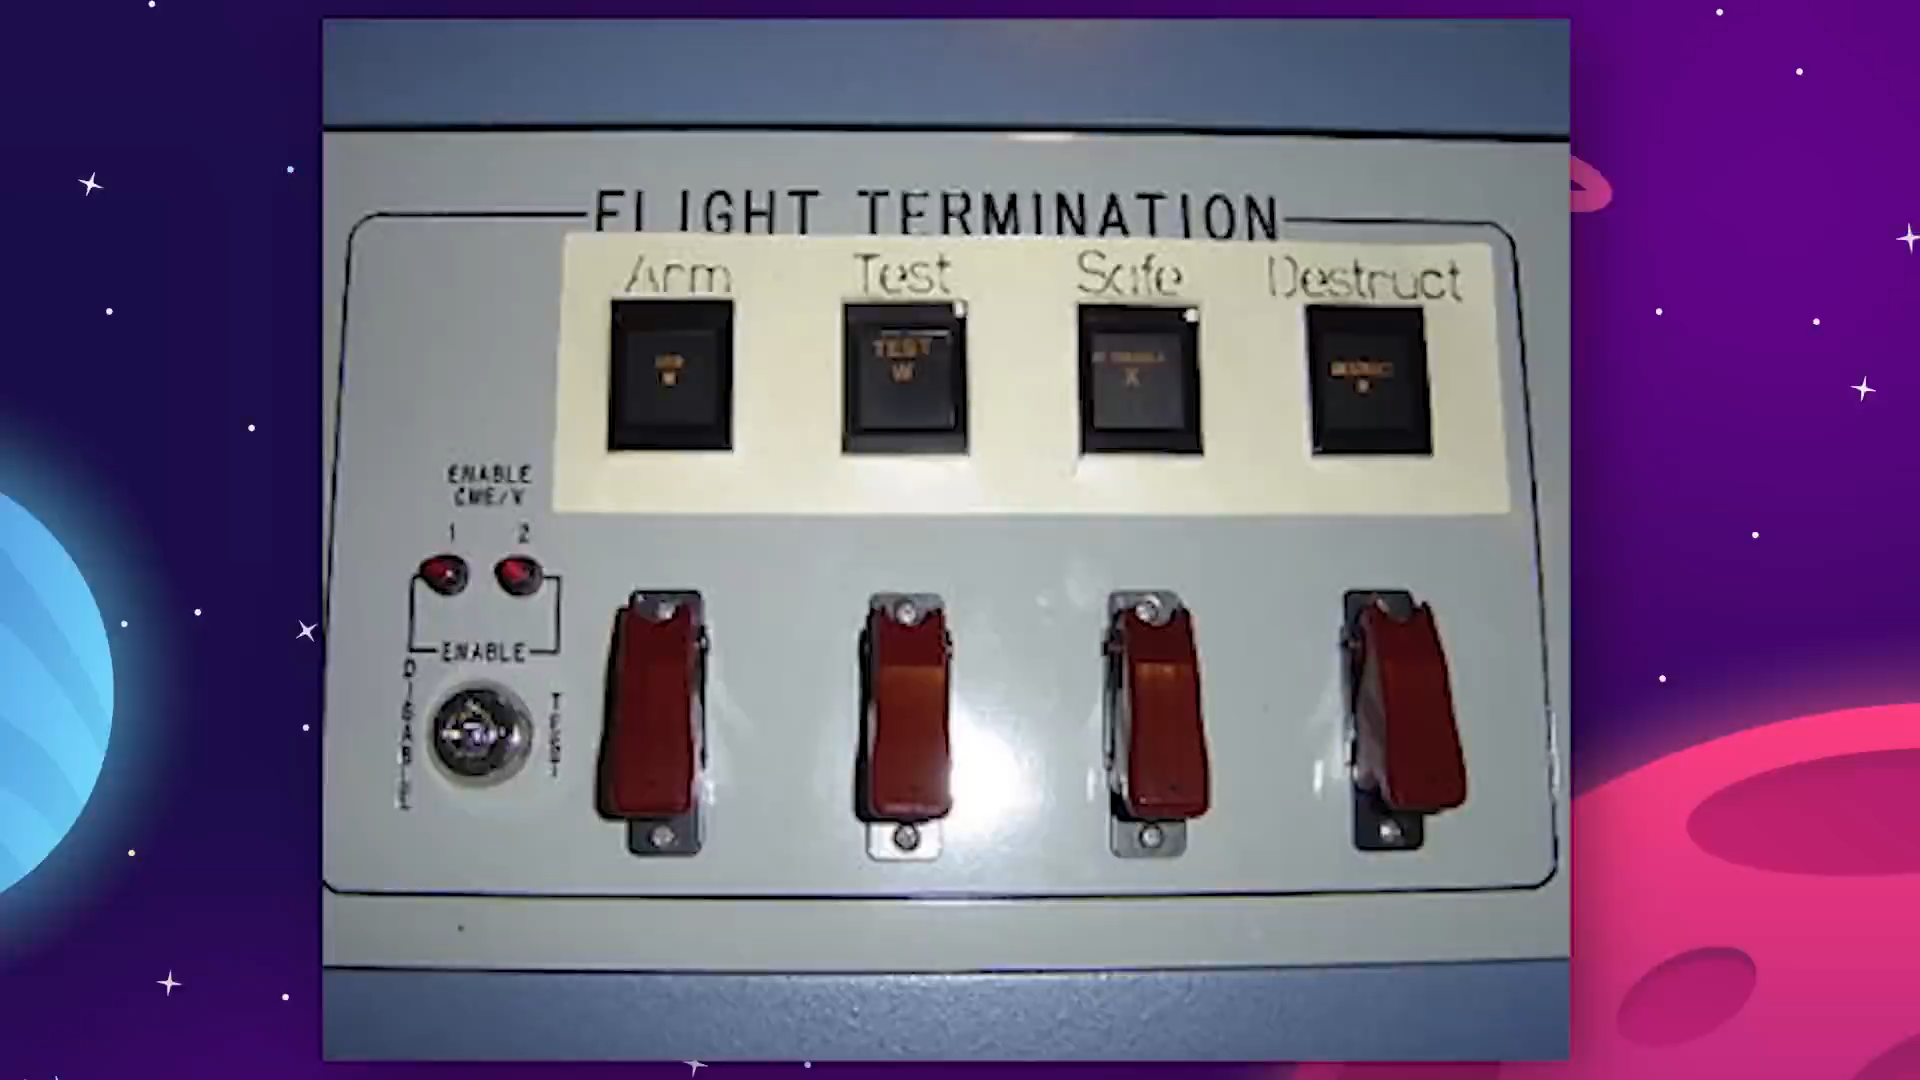 FLIGHT TERMINATION
Arm Test Safe Destruct
TEST
W
X
ENABLE
CME/V
1 2
ENABLE
DISABLE
TEST